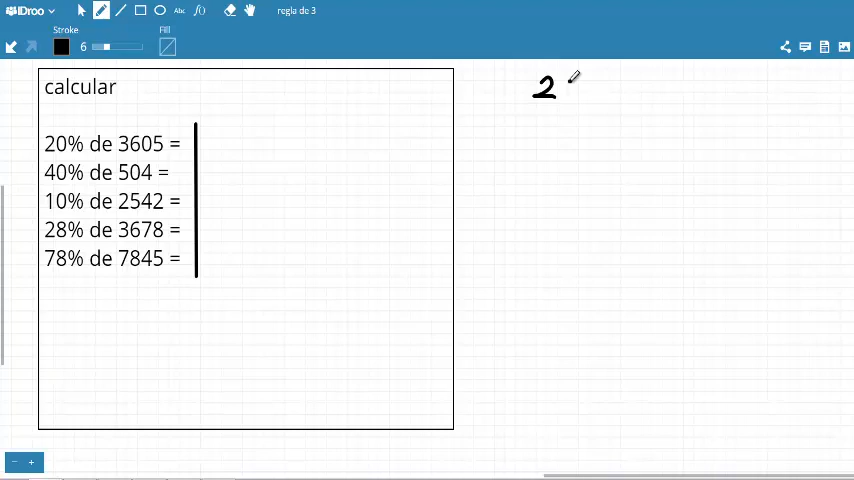 IDroo
Abc
f()
regla de 3
Stroke
Fill
6
calcular
2
20% de 3605 =
40% de 504 =
10% de 2542 =
28% de 3678 =
78% de 7845 =
- +